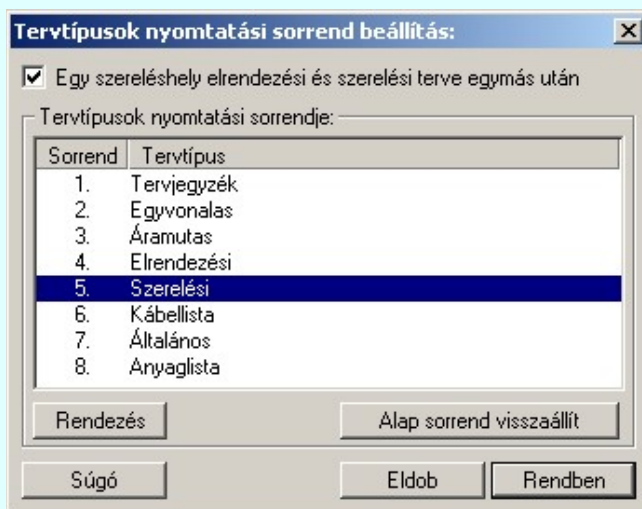 Tervtípusok nyomtatási sorrend beállítás:
Egy szereléshely elrendezési és szerelési terve egymás után
Tervtípusok nyomtatási sorrendje:
Sorrend Tervtípus
1. Tervjegyzék
2. Egyvonalas
3. Áramutas
4. Elrendezési
5. Szerelési
6. Kábellista
7. Általános
8. Anyaglista
Rendezés Alap sorrend visszaállít
Súgó Eldob Rendben